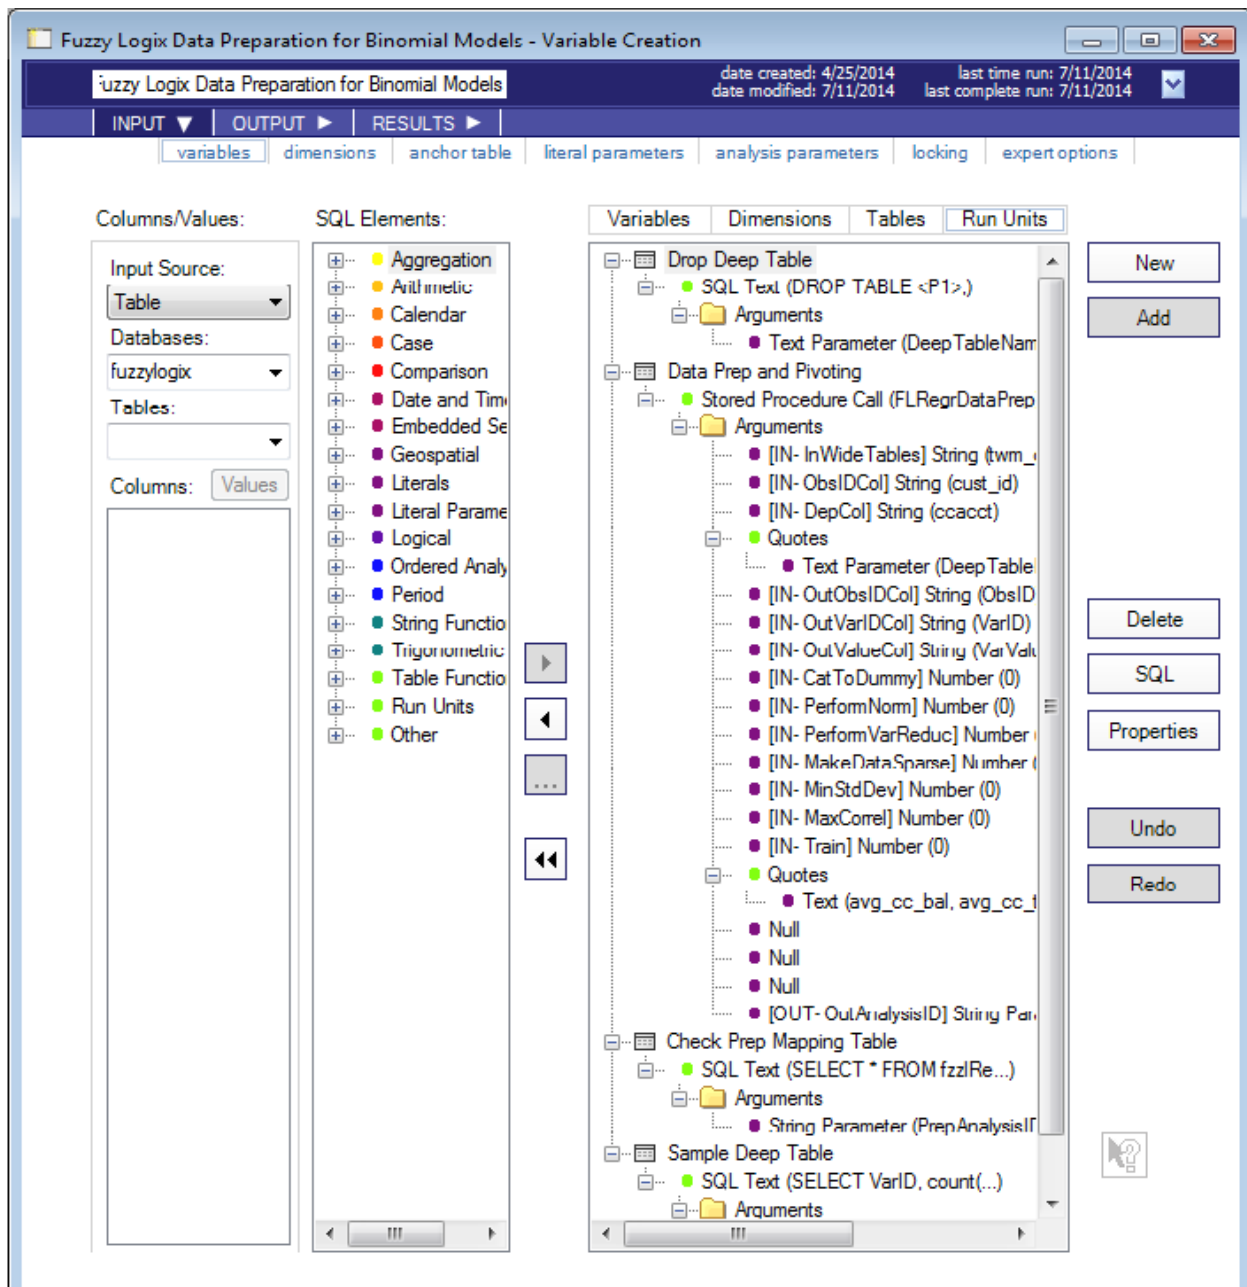 Fuzzy Logix Data Preparation for Binomial Models - Variable Creation
Fuzzy Logix Data Preparation for Binomial Models
date created: 4/25/2014 last time run: 7/11/2014
date modified: 7/11/2014 last complete run: 7/11/2014
INPUT ▼ OUTPUT ► RESULTS ►
variables dimensions anchor table literal parameters analysis parameters locking expert options
Columns/Values:
Input Source:
Table
Databases:
fuzzylogix
Tables:
Columns: Values
SQL Elements:
Aggregation
Arithmetic
Calendar
Case
Comparison
Date and Time
Embedded Se
Geospatial
Literals
Literal Parame
Logical
Ordered Analy
Period
String Functio
Trigonometric
Table Functio
Run Units
Other
...
Variables Dimensions Tables Run Units
Drop Deep Table
SQL Text (DROP TABLE <P1>,)
Arguments
Text Parameter (DeepTableNam
Data Prep and Pivoting
Stored Procedure Call (FLRegrDataPrep
Arguments
[IN- InWideTables] String (twm_c
[IN- ObsIDCol] String (cust_id)
[IN- DepCol] String (ccacct)
Quotes
Text Parameter (DeepTable
[IN- OutObsIDCol] String (ObsID
[IN- OutVarIDCol] String (VarID)
[IN- OutValueCol] String (VarValu
[IN- CatToDummy] Number (0)
[IN- PerformNorm] Number (0)
[IN- PerformVarReduc] Number (
[IN- MakeDataSparse] Number (
[IN- MinStdDev] Number (0)
[IN- MaxCorrel] Number (0)
[IN- Train] Number (0)
Quotes
Text (avg_cc_bal, avg_cc_t
Null
Null
Null
[OUT- OutAnalysisID] String Para
Check Prep Mapping Table
SQL Text (SELECT * FROM fzzlRe...)
Arguments
String Parameter (PrepAnalysisID
Sample Deep Table
SQL Text (SELECT VarID, count(...)
Arguments
New
Add
Delete
SQL
Properties
Undo
Redo